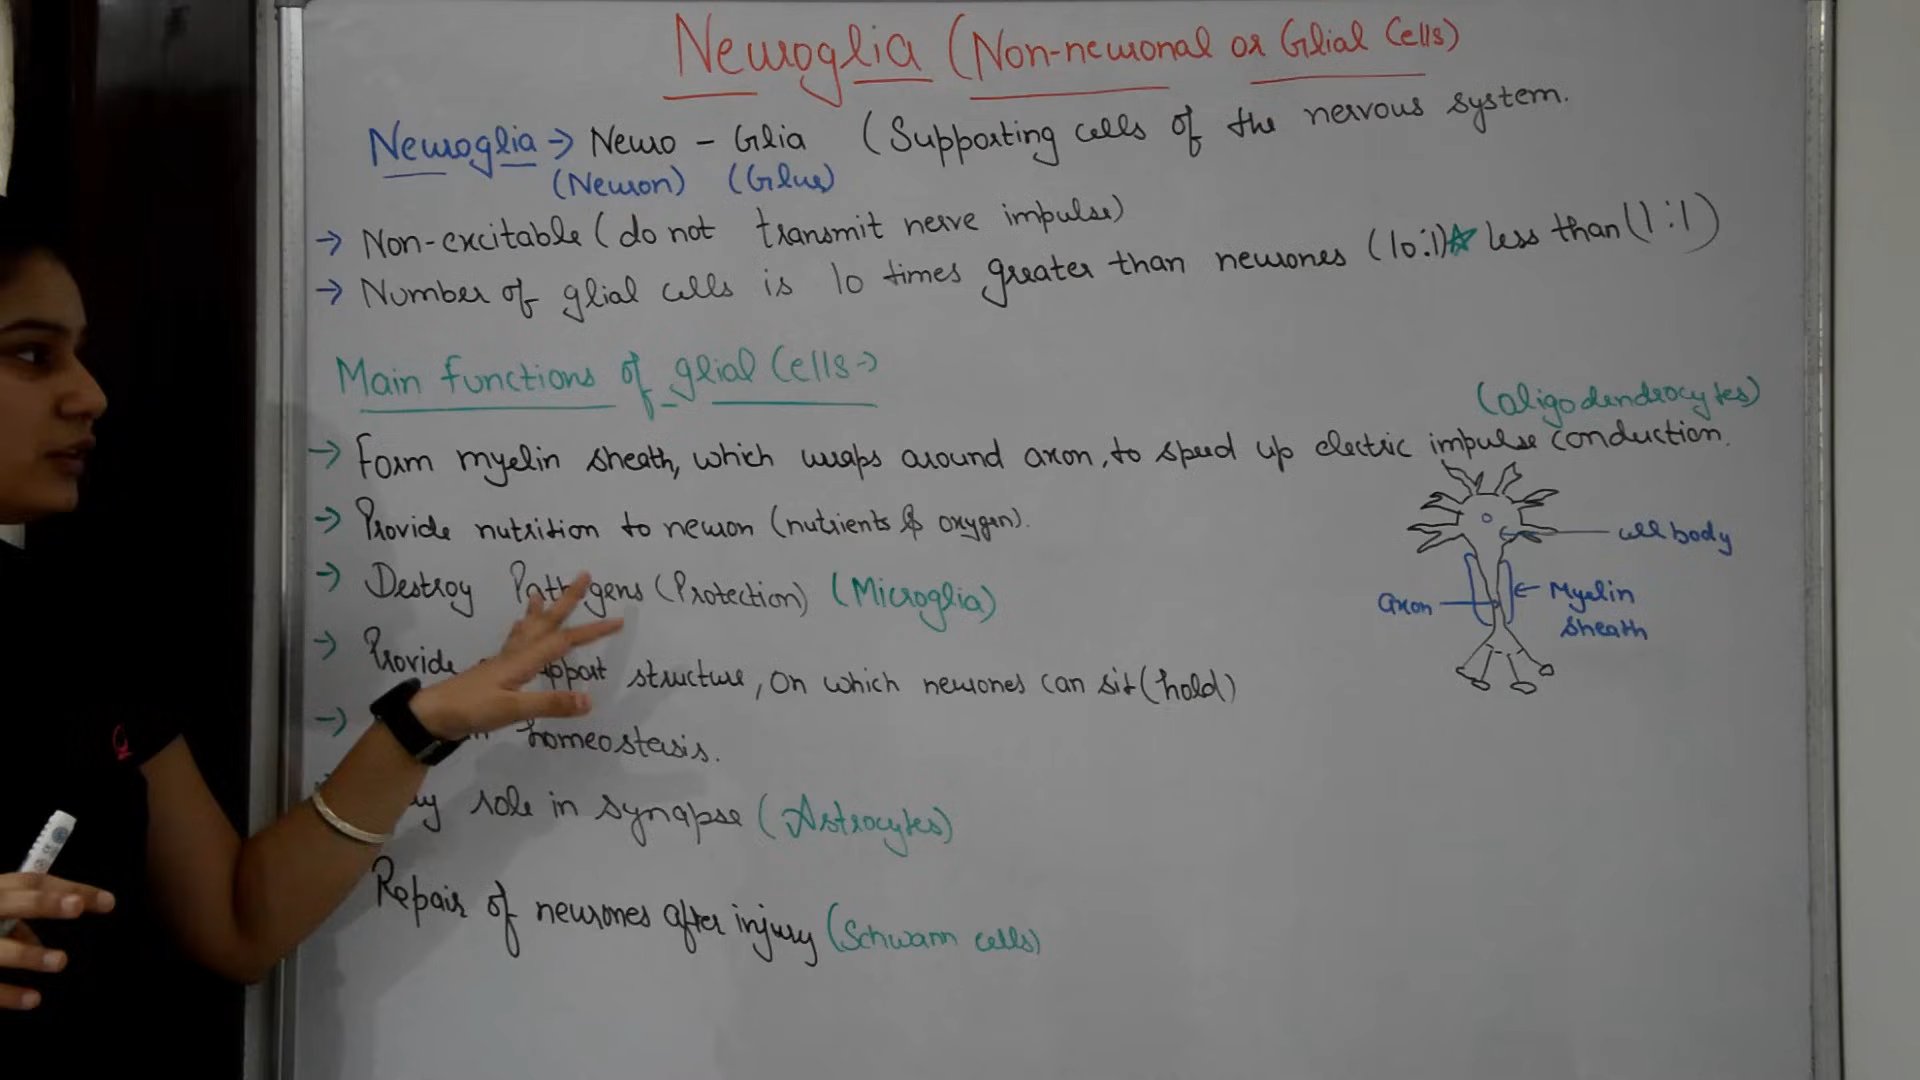 Neuroglia (Non-neuronal or Glial Cells)
Neuroglia → Neuro - Glia (Supporting cells of the nervous system.
(Neuron) (Glue)
→ Non-excitable (do not transmit nerve impulse)
→ Number of glial cells is 10 times greater than neurones (10:1)☆ less than (1:1)
Main functions of glial Cells→
(oligodendrocytes)
→ Form myelin sheath, which wraps around axon, to speed up electric impulse conduction.
→ Provide nutrition to neuron (nutrients & oxygen).
→ Destroy Pathogens (Protection) (Microglia)
→ Provide support structure, on which neurones can sit (hold)
→ homeostasis.
role in synapse (Astrocytes)
Repair of neurones after injury (Schwann cells)
cell body
axon
← Myelin
sheath